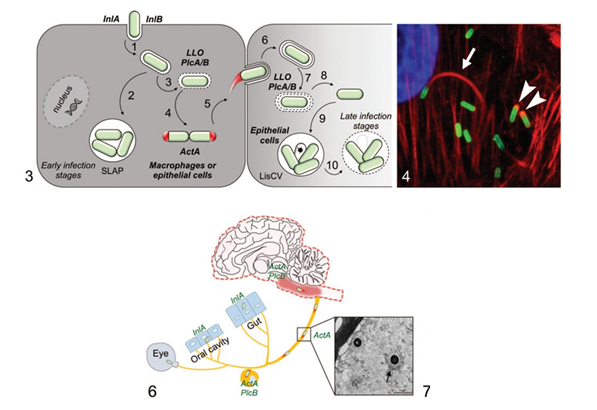 InlA InlB
1
6
LLO
PlcA/B
3
7
8
LLO
PlcA/B
2
4
5
nucleus
9
Epithelial
cells
Late infection
stages
ActA
Early infection
stages
SLAP
Macrophages or
epithelial cells
LisCV
10
3
4
ActA
PlcB
InlA
InlA
Gut
Oral cavity
Eye
ActA
ActA
PlcB
6
7